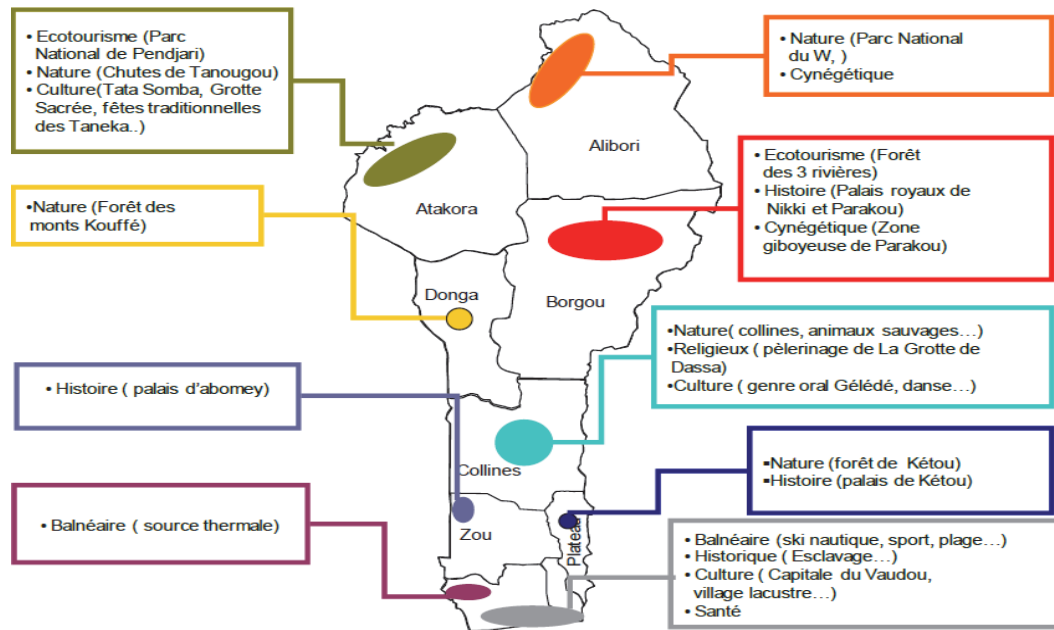 • Ecotourisme (Parc
National de Pendjari)
• Nature (Chutes de Tanougou)
• Culture(Tata Somba, Grotte
Sacrée, fêtes traditionnelles
des Taneka..)
• Nature (Parc National
du W, )
• Cynégétique
Alibori
• Ecotourisme (Forêt
des 3 rivières)
• Histoire (Palais royaux de
Nikki et Parakou)
• Cynégétique (Zone
giboyeuse de Parakou)
•Nature (Forêt des
monts Kouffé)
Atakora
Donga
Borgou
•Nature( collines, animaux sauvages…)
•Religieux ( pèlerinage de La Grotte de
Dassa)
•Culture ( genre oral Gélédé, danse…)
• Histoire ( palais d'abomey)
Collines
▪Nature (forêt de Kétou)
▪Histoire (palais de Kétou)
• Balnéaire ( source thermale)
Zou
Plateau
• Balnéaire (ski nautique, sport, plage…)
• Historique ( Esclavage…)
• Culture ( Capitale du Vaudou,
village lacustre…)
• Santé